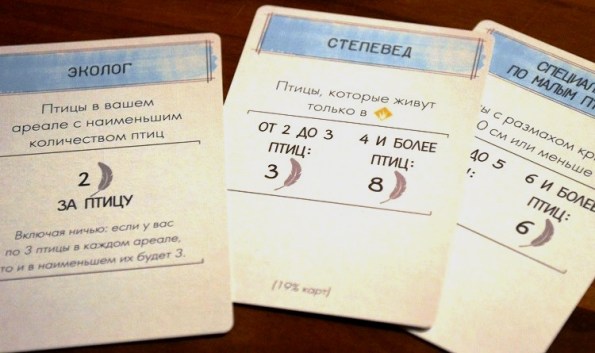 ЭКОЛОГ
Птицы в вашем
ареале с наименьшим
количеством птиц
2
ЗА ПТИЦУ
Включая ничью: если у вас
по 3 птицы в каждом ареале,
то и в наименьшем их будет 3.
СТЕПЕВЕД
Птицы, которые живут
только в
ОТ 2 ДО 3 ПТИЦ:
3
4 И БОЛЕЕ ПТИЦ:
8
(19% карт)
СПЕЦИАЛ
ПО МАЛЫМ ПТ
ы с размахом кр
0 см или меньше
ДО 5
6 И БОЛЕЕ
ПТИЦ:
6